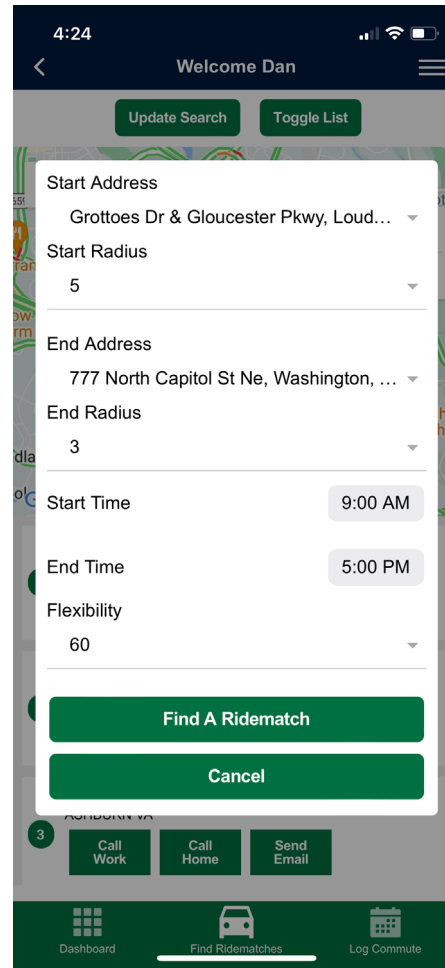 4:24
Welcome Dan
Update Search
Toggle List
Start Address
Grottoes Dr & Gloucester Pkwy, Loud...
Start Radius
5
End Address
777 North Capitol St Ne, Washington, ...
End Radius
3
Start Time
9:00 AM
End Time
5:00 PM
Flexibility
60
Find A Ridematch
Cancel
ASHBURN VA
3
Call Work
Call Home
Send Email
Dashboard
Find Ridematches
Log Commute